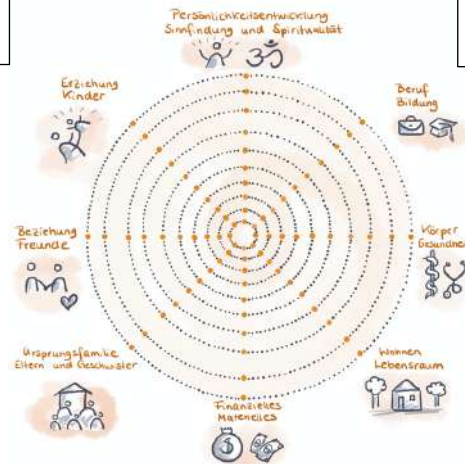 Persönlichkeitsentwicklung
Sinnfindung und Spiritualität
Erziehung
Kinder
Beruf
Bildung
Beziehung
Freunde
Körper
Gesundheit
Ursprungsfamilie
Eltern und Geschwister
Wohnen
Lebensraum
Finanzielles
Materielles